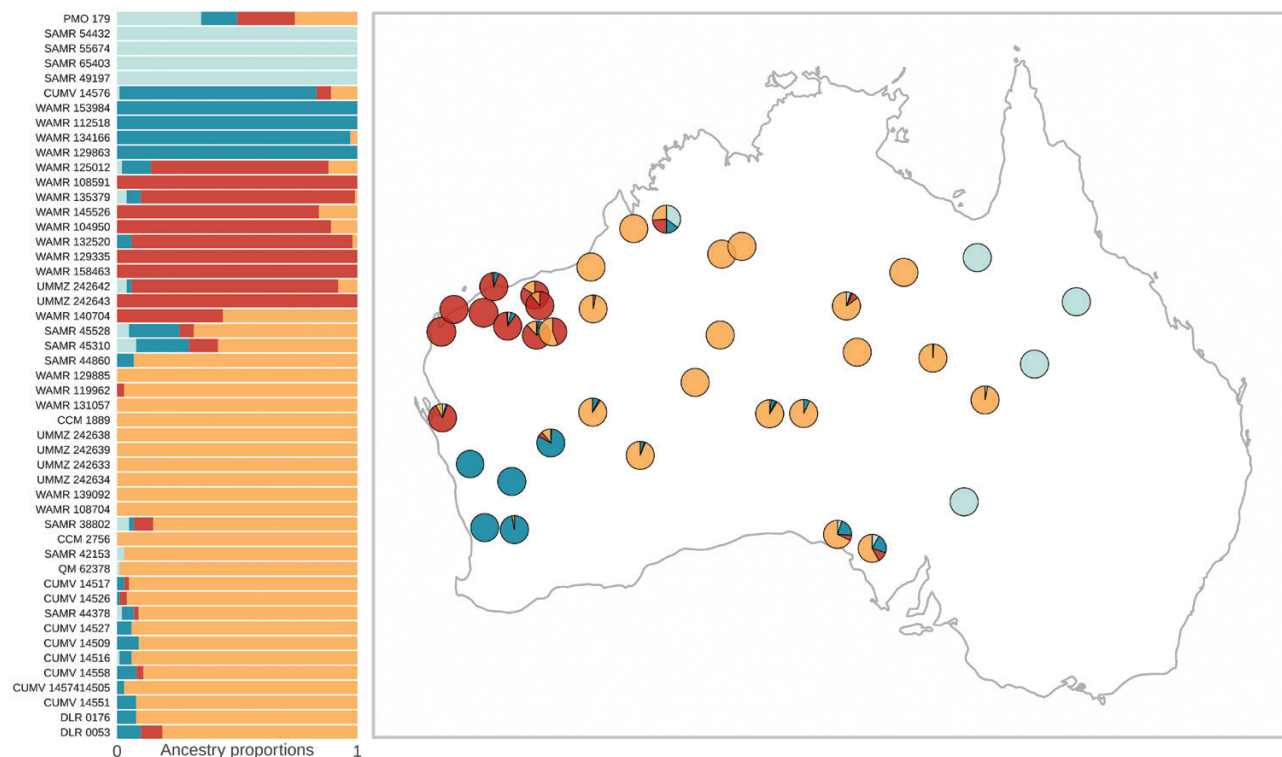 PMO 179
SAMR 54432
SAMR 55674
SAMR 65403
SAMR 49197
CUMV 14576
WAMR 153984
WAMR 112518
WAMR 134166
WAMR 129863
WAMR 125012
WAMR 108591
WAMR 135379
WAMR 145526
WAMR 104950
WAMR 132520
WAMR 129335
WAMR 158463
UMMZ 242642
UMMZ 242643
WAMR 140704
SAMR 45528
SAMR 45310
SAMR 44860
WAMR 129885
WAMR 119962
WAMR 131057
CCM 1889
UMMZ 242638
UMMZ 242639
UMMZ 242633
UMMZ 242634
WAMR 139092
WAMR 108704
SAMR 38802
CCM 2756
SAMR 42153
QM 62378
CUMV 14517
CUMV 14526
SAMR 44378
CUMV 14527
CUMV 14509
CUMV 14516
CUMV 14558
CUMV 1457414505
CUMV 14551
DLR 0176
DLR 0053
0 Ancestry proportions 1